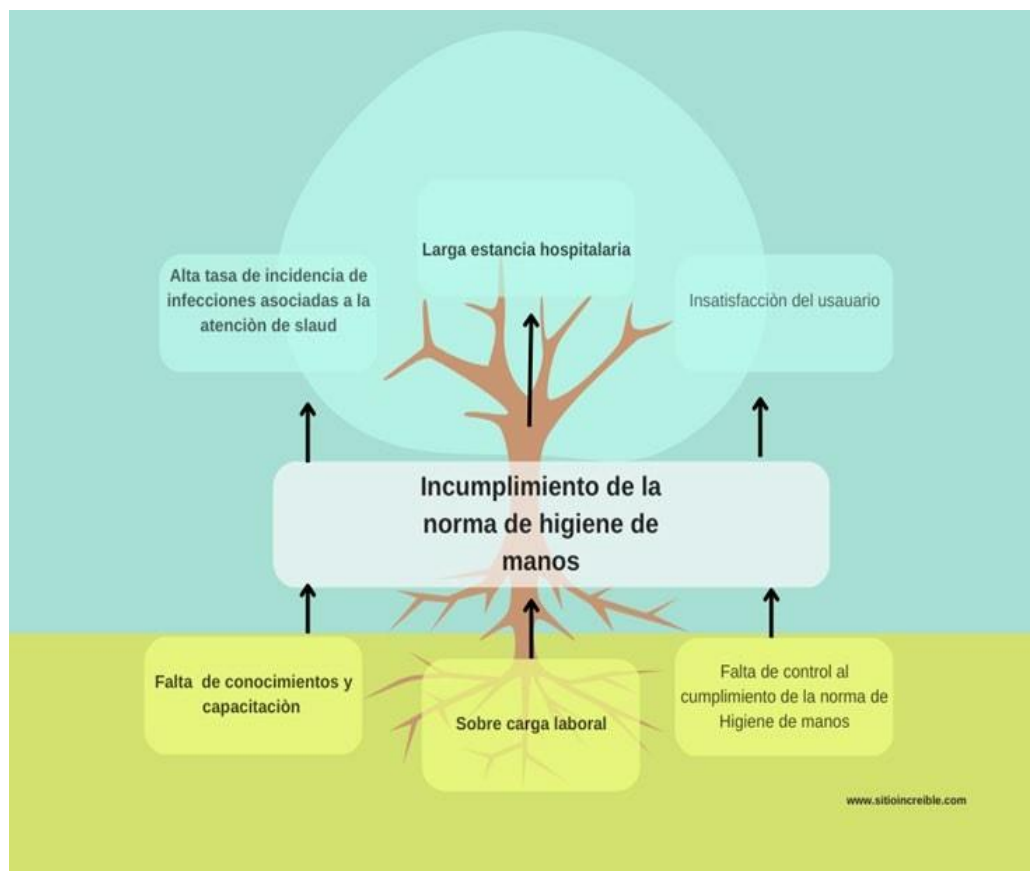 Larga estancia hospitalaria
Alta tasa de incidencia de
infecciones asociadas a la
atenciòn de slaud
Insatisfacciòn del usauario
Incumplimiento de la
norma de higiene de
manos
Falta de conocimientos y
capacitaciòn
Sobre carga laboral
Falta de control al
cumplimiento de la norma de
Higiene de manos
www.sitioincreible.com